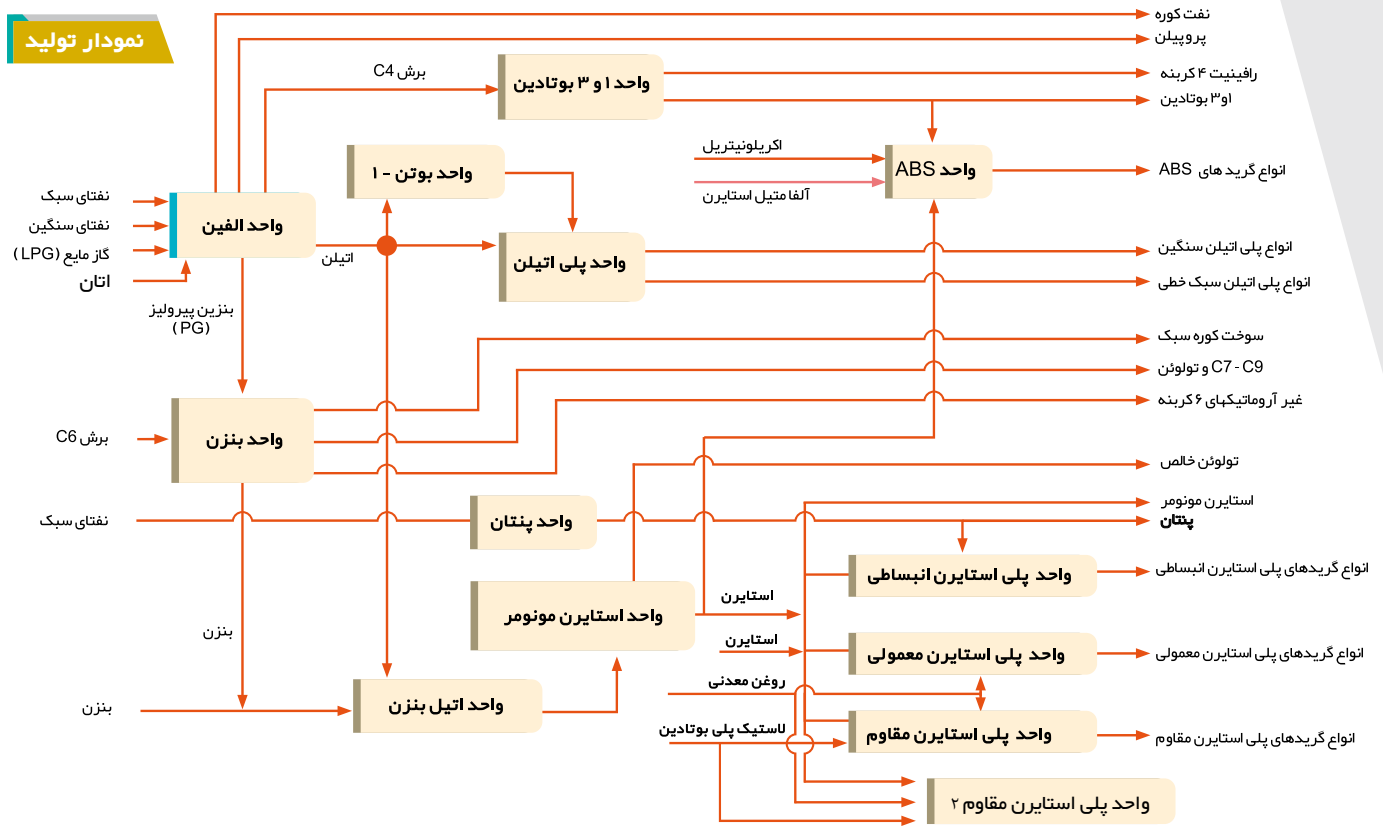 نمودار تولید
نفت کوره
پروپیلن
برش C4
واحد ۱ و ۳ بوتادین
رافینیت ۴ کربنه
۱و۳ بوتادین
اکریلونیتریل
واحد ABS
انواع گرید های ABS
آلفا متیل استایرن
واحد بوتن - ۱
نفتای سبک
نفتای سنگین
گاز مایع (LPG)
اتان
واحد الفین
اتیلن
واحد پلی اتیلن
انواع پلی اتیلن سنگین
انواع پلی اتیلن سبک خطی
بنزین پیرولیز
(PG)
سوخت کوره سبک
C7 - C9 و تولوئن
غیر آروماتیکهای ۶ کربنه
برش C6
واحد بنزن
تولوئن خالص
استایرن مونومر
پنتان
نفتای سبک
واحد پنتان
واحد پلی استایرن انبساطی
انواع گریدهای پلی استایرن انبساطی
واحد استایرن مونومر
استایرن
بنزن
استایرن
واحد پلی استایرن معمولی
انواع گریدهای پلی استایرن معمولی
روغن معدنی
بنزن
واحد اتیل بنزن
لاستیک پلی بوتادین
واحد پلی استایرن مقاوم
انواع گریدهای پلی استایرن مقاوم
واحد پلی استایرن مقاوم ۲